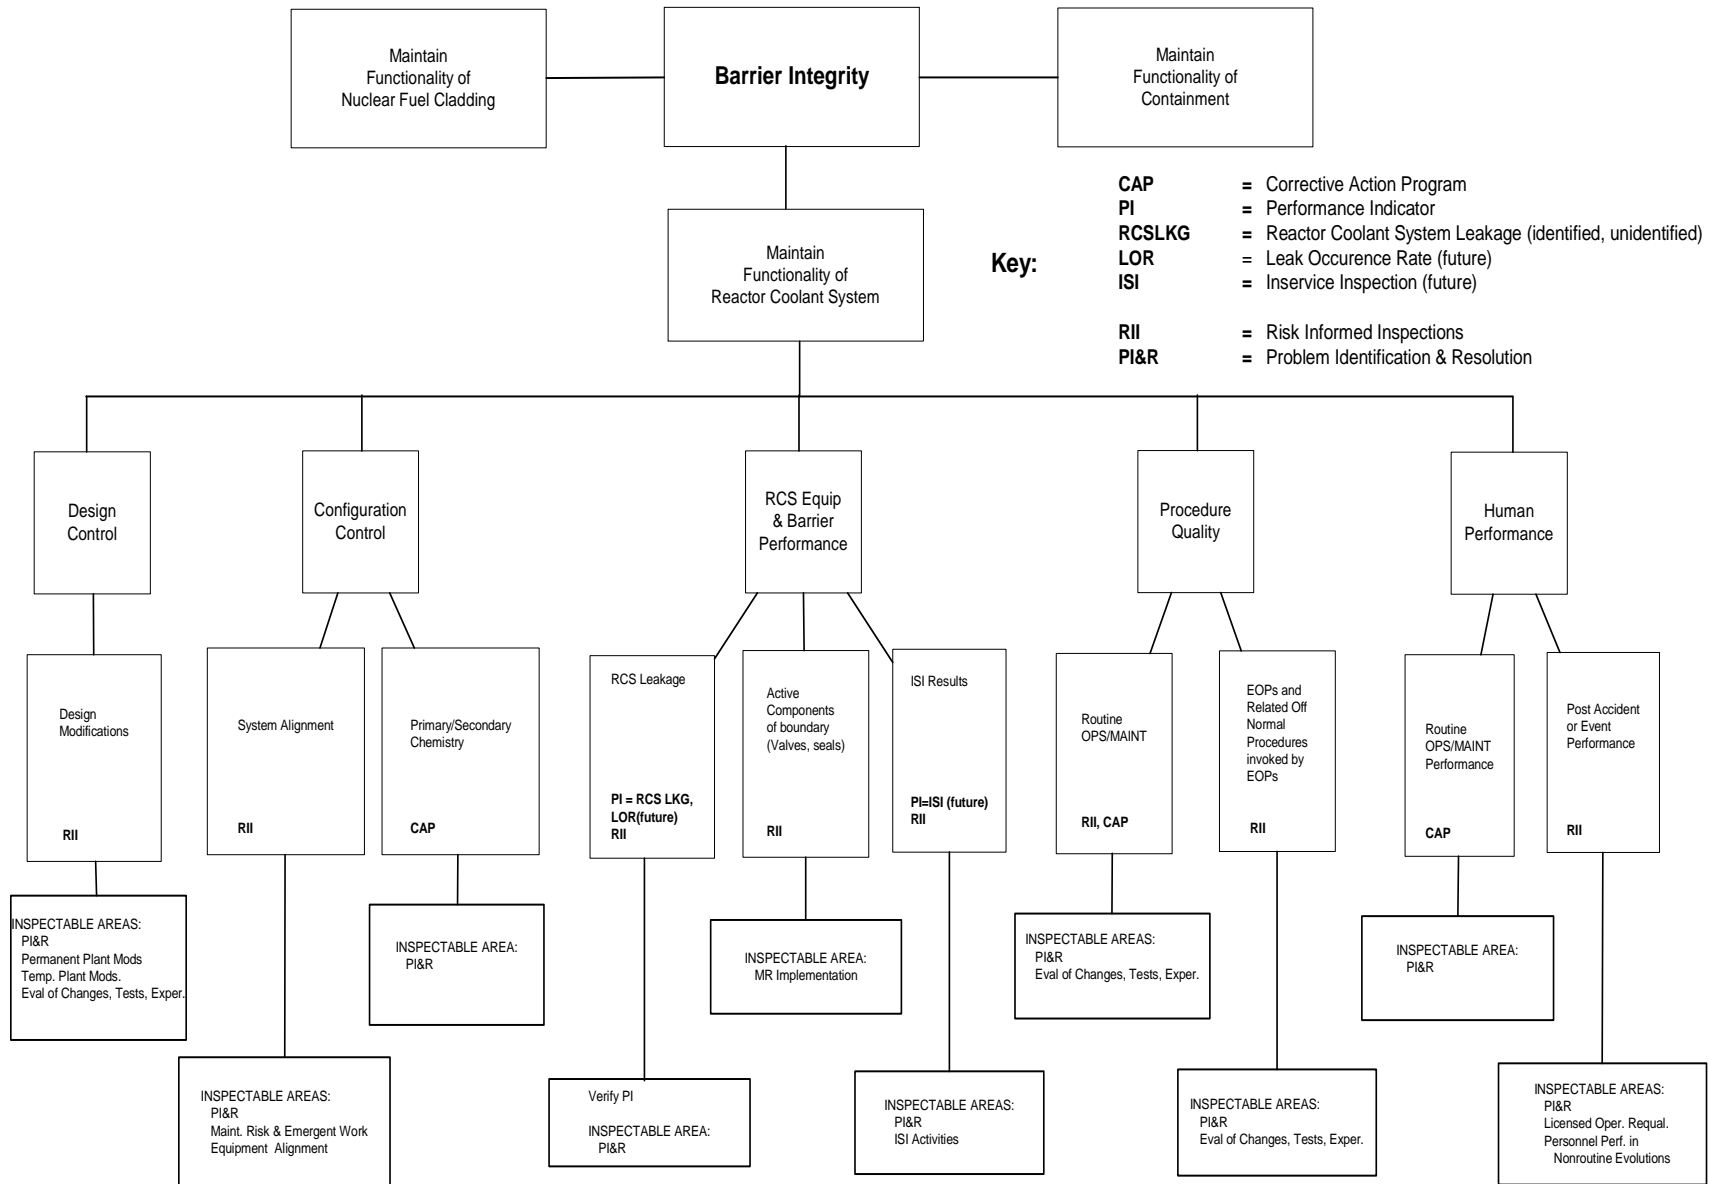 Maintain
Functionality of
Nuclear Fuel Cladding
Barrier Integrity
Maintain
Functionality of
Containment
Maintain
Functionality of
Reactor Coolant System
Key:
CAP = Corrective Action Program
PI = Performance Indicator
RCSLKG = Reactor Coolant System Leakage (identified, unidentified)
LOR = Leak Occurence Rate (future)
ISI = Inservice Inspection (future)
RII = Risk Informed Inspections
PI&R = Problem Identification & Resolution
Design
Control
Configuration
Control
RCS Equip
& Barrier
Performance
Procedure
Quality
Human
Performance
Design
Modifications
RII
System Alignment
RII
Primary/Secondary
Chemistry
CAP
RCS Leakage
PI = RCS LKG,
LOR(future)
RII
Active
Components
of boundary
(Valves, seals)
RII
ISI Results
PI=ISI (future)
RII
Routine
OPS/MAINT
RII, CAP
EOPs and
Related Off
Normal
Procedures
invoked by
EOPs
RII
Routine
OPS/MAINT
Performance
CAP
Post Accident
or Event
Performance
RII
INSPECTABLE AREAS:
PI&R
Permanent Plant Mods
Temp. Plant Mods.
Eval of Changes, Tests, Exper.
INSPECTABLE AREAS:
PI&R
Maint. Risk & Emergent Work
Equipment Alignment
INSPECTABLE AREA:
PI&R
Verify PI
INSPECTABLE AREA:
PI&R
INSPECTABLE AREA:
MR Implementation
INSPECTABLE AREAS:
PI&R
ISI Activities
INSPECTABLE AREAS:
PI&R
Eval of Changes, Tests, Exper.
INSPECTABLE AREAS:
PI&R
Eval of Changes, Tests, Exper.
INSPECTABLE AREA:
PI&R
INSPECTABLE AREAS:
PI&R
Licensed Oper. Requal.
Personnel Perf. in
Nonroutine Evolutions